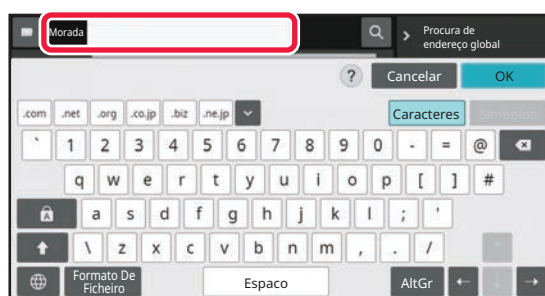 Morada
Procura de
endereço global
? Cancelar OK
.com .net .org .co.jp .biz .ne.jp Caracteres Símbolos
` 1 2 3 4 5 6 7 8 9 0 - = @
q w e r t y u i o p [ ] #
A a s d f g h j k l ; '
\ z x c v b n m , . /
Formato De
Ficheiro
Espaco AltGr